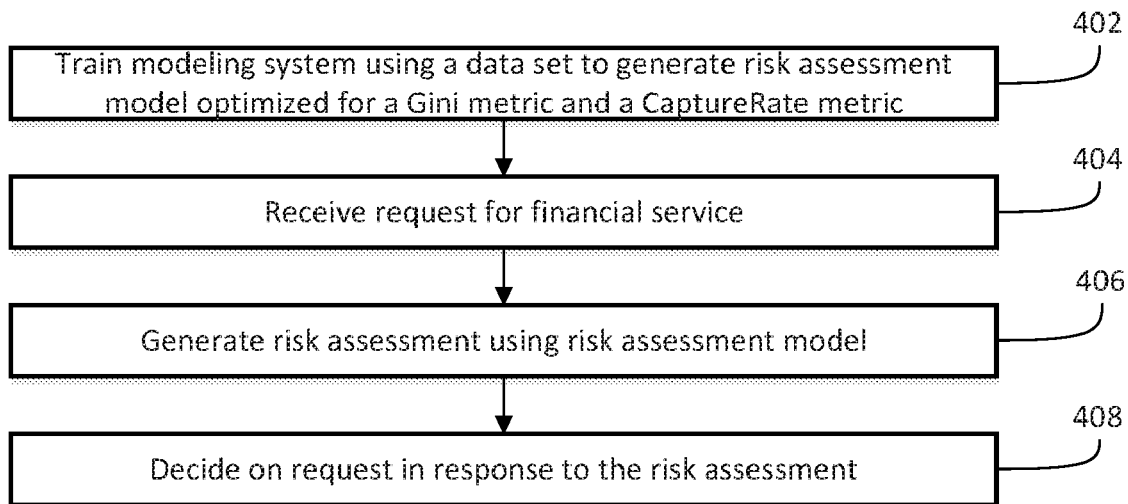 402
Train modeling system using a data set to generate risk assessment
model optimized for a Gini metric and a CaptureRate metric
404
Receive request for financial service
406
Generate risk assessment using risk assessment model
408
Decide on request in response to the risk assessment